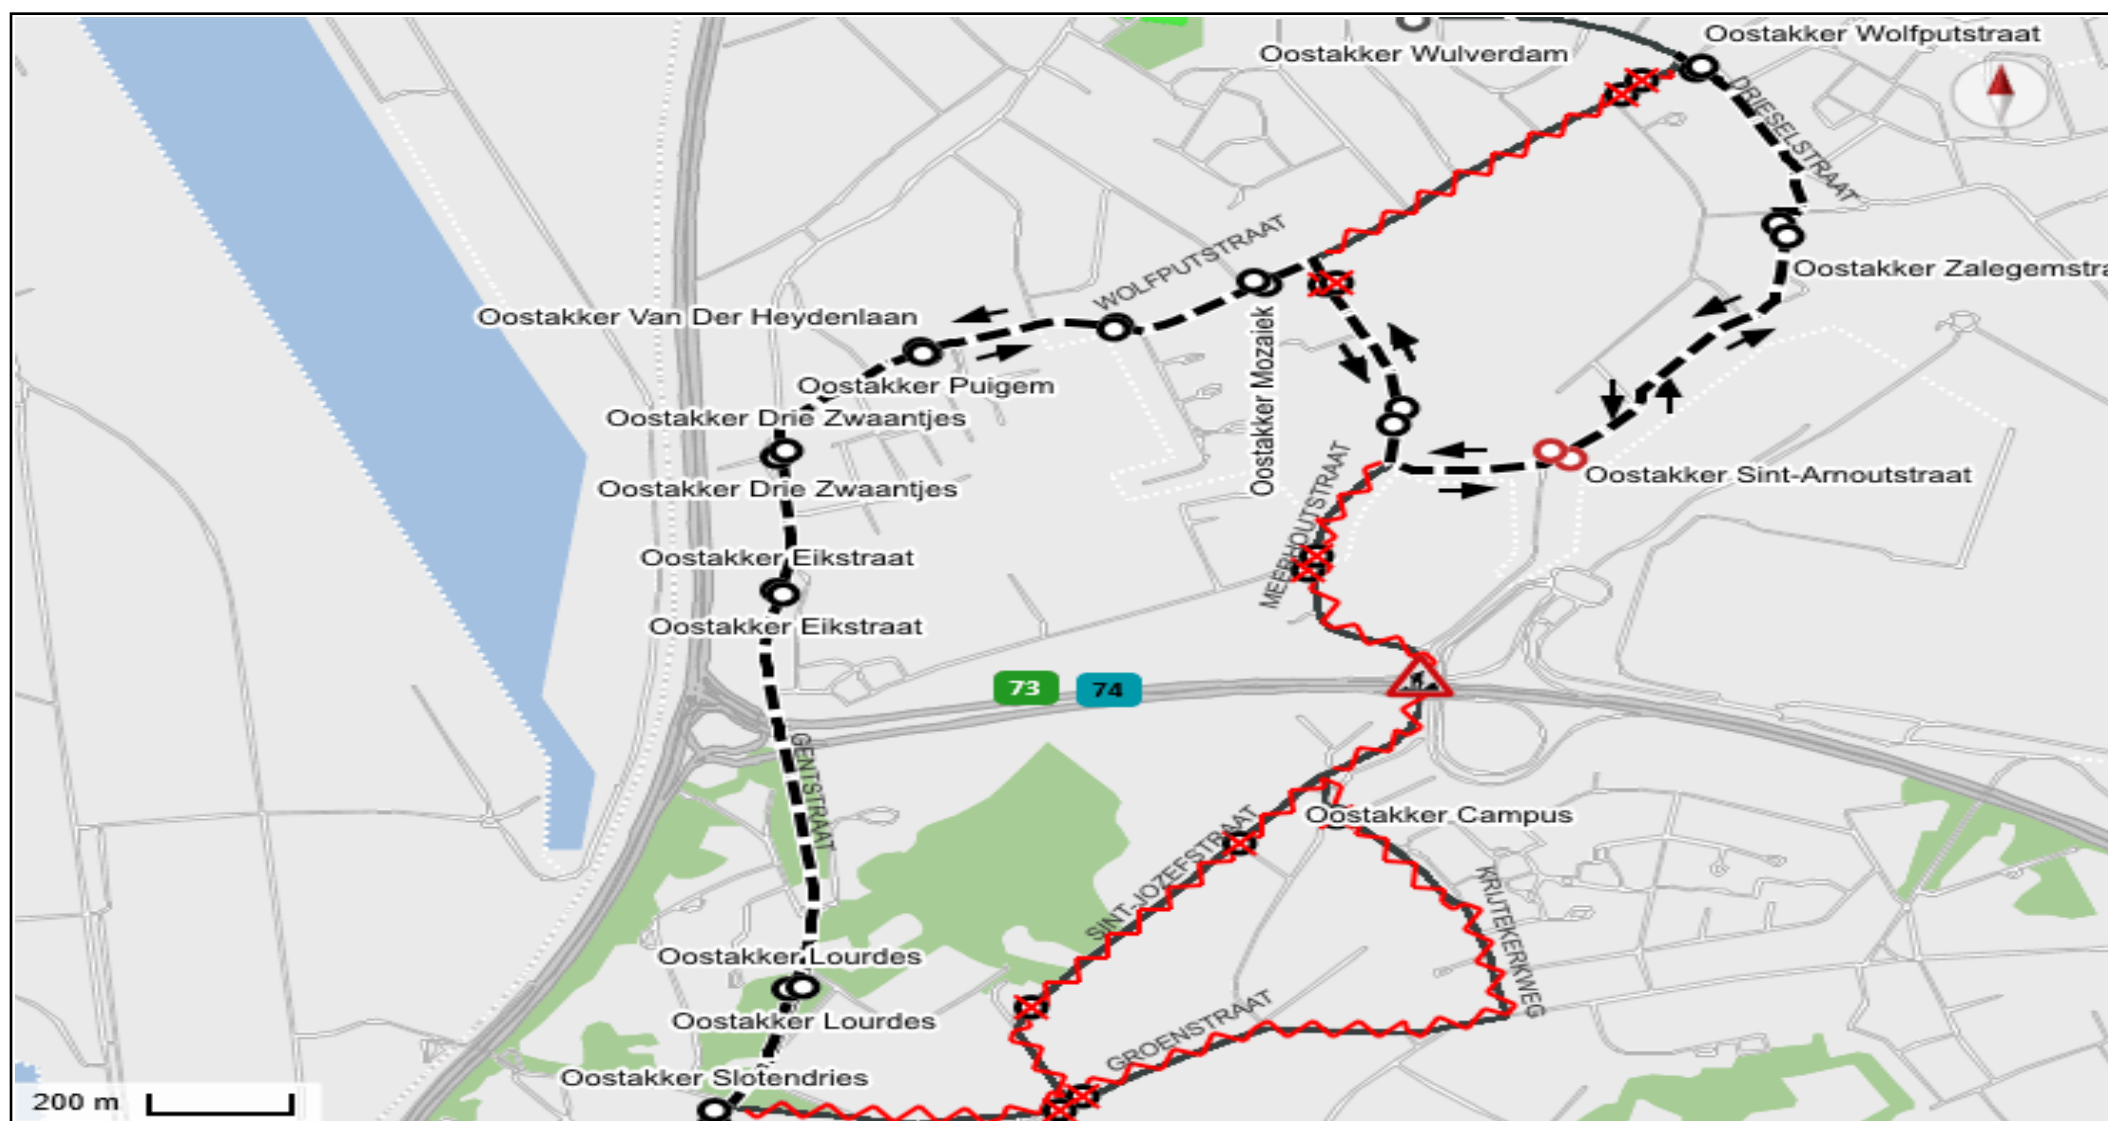 Oostakker Wolfputstraat
Oostakker Wulverdam
DRIESELSTRAAT
WOLFPUTSTRAAT
Oostakker Zalegemstra
Oostakker Van Der Heydenlaan
Oostakker Mozaiek
Oostakker Puigem
Oostakker Drie Zwaantjes
MEERHOUTSTRAAT
Oostakker Sint-Arnoutstraat
Oostakker Drie Zwaantjes
Oostakker Eikstraat
Oostakker Eikstraat
73
74
GENTSTRAAT
Oostakker Campus
SINT-JOZEFSTRAAT
KRIJTEKERKWEG
Oostakker Lourdes
Oostakker Lourdes
GROENSTRAAT
Oostakker Slotendries
200 m